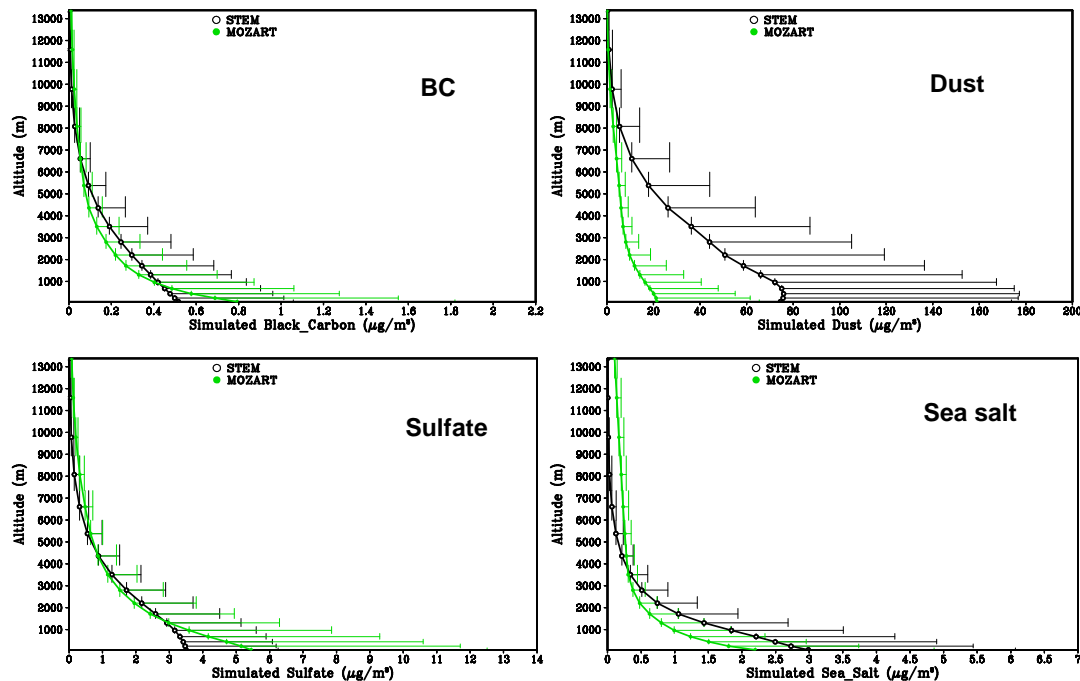 STEM
MOZART
BC
Altitude (m)
13000
12000
11000
10000
9000
8000
7000
6000
5000
4000
3000
2000
1000
0 0.2 0.4 0.6 0.8 1 1.2 1.4 1.6 1.8 2 2.2
Simulated Black_Carbon (μg/m³)
STEM
MOZART
Dust
Altitude (m)
13000
12000
11000
10000
9000
8000
7000
6000
5000
4000
3000
2000
1000
0 20 40 60 80 100 120 140 160 180 200
Simulated Dust (μg/m³)
STEM
MOZART
Sulfate
Altitude (m)
13000
12000
11000
10000
9000
8000
7000
6000
5000
4000
3000
2000
1000
0 1 2 3 4 5 6 7 8 9 10 11 12 13 14
Simulated Sulfate (μg/m³)
STEM
MOZART
Sea salt
Altitude (m)
13000
12000
11000
10000
9000
8000
7000
6000
5000
4000
3000
2000
1000
0 0.5 1 1.5 2 2.5 3 3.5 4 4.5 5 5.5 6 6.5 7
Simulated Sea_Salt (μg/m³)